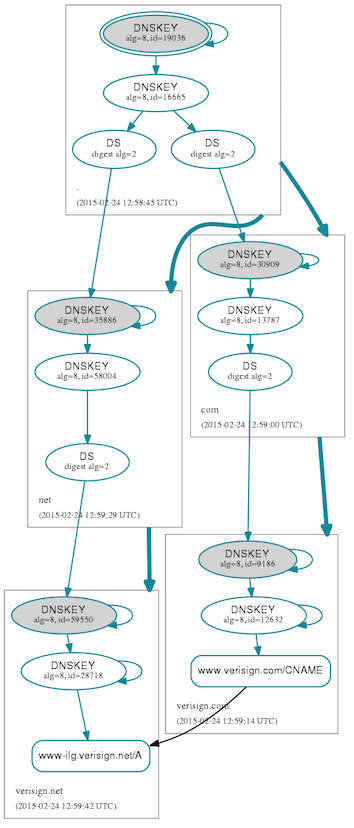 DNSKEY
alg=8, id=19036
DNSKEY
alg=8, id=16665
DS
digest alg=2
DS
digest alg=2
.
(2015-02-24 12:58:45 UTC)
DNSKEY
alg=8, id=30909
DNSKEY
alg=8, id=13787
DS
digest alg=2
com
(2015-02-24 12:59:00 UTC)
DNSKEY
alg=8, id=35886
DNSKEY
alg=8, id=58004
DS
digest alg=2
net
(2015-02-24 12:59:29 UTC)
DNSKEY
alg=8, id=9186
DNSKEY
alg=8, id=12632
www.verisign.com/CNAME
verisign.com
(2015-02-24 12:59:14 UTC)
DNSKEY
alg=8, id=59550
DNSKEY
alg=8, id=28718
www-ilg.verisign.net/A
verisign.net
(2015-02-24 12:59:42 UTC)